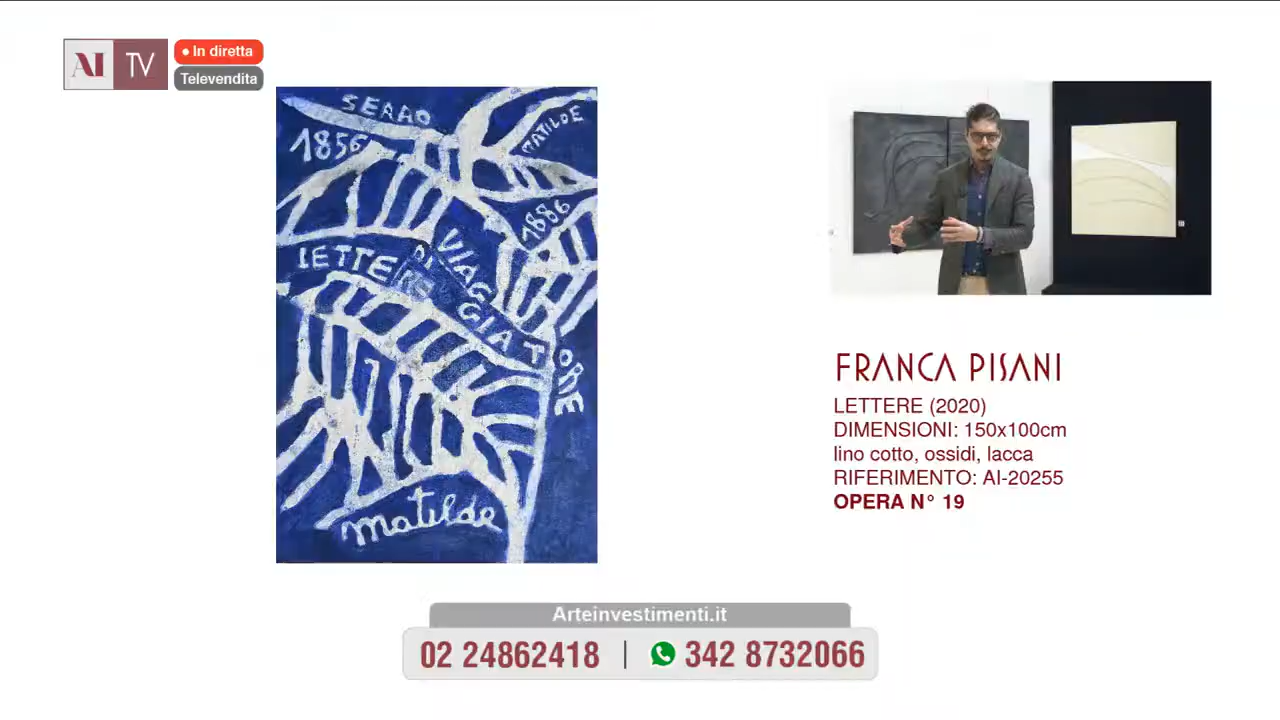 AI TV
• In diretta
Televendita
SERAO
MATILDE
1856
1886
LETTERE
DI
VIAGGIATORE
matilde
FRANCA PISANI
LETTERE (2020)
DIMENSIONI: 150x100cm
lino cotto, ossidi, lacca
RIFERIMENTO: AI-20255
OPERA N° 19
Arteinvestimenti.it
02 24862418 | 342 8732066